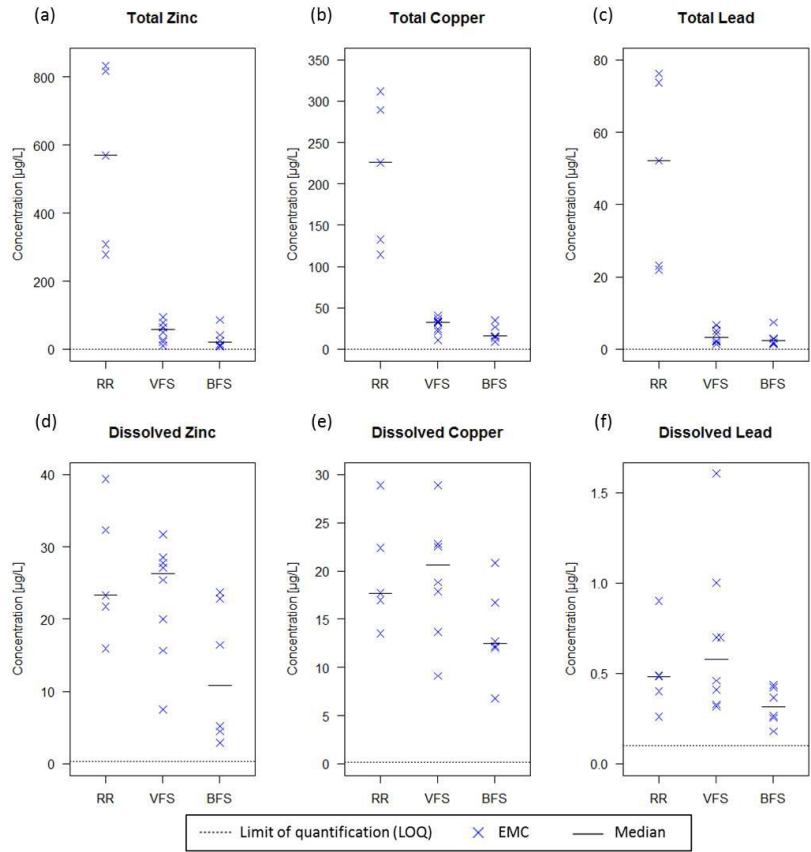 (a) Total Zinc
(b) Total Copper
(c) Total Lead
Concentration [µg/L]
800
600
400
200
0
RR VFS BFS
Concentration [µg/L]
350
300
250
200
150
100
50
0
RR VFS BFS
Concentration [µg/L]
80
60
40
20
0
RR VFS BFS
(d) Dissolved Zinc
(e) Dissolved Copper
(f) Dissolved Lead
Concentration [µg/L]
40
30
20
10
0
RR VFS BFS
Concentration [µg/L]
30
25
20
15
10
5
0
RR VFS BFS
Concentration [µg/L]
1.5
1.0
0.5
0.0
RR VFS BFS
Limit of quantification (LOQ) EMC Median